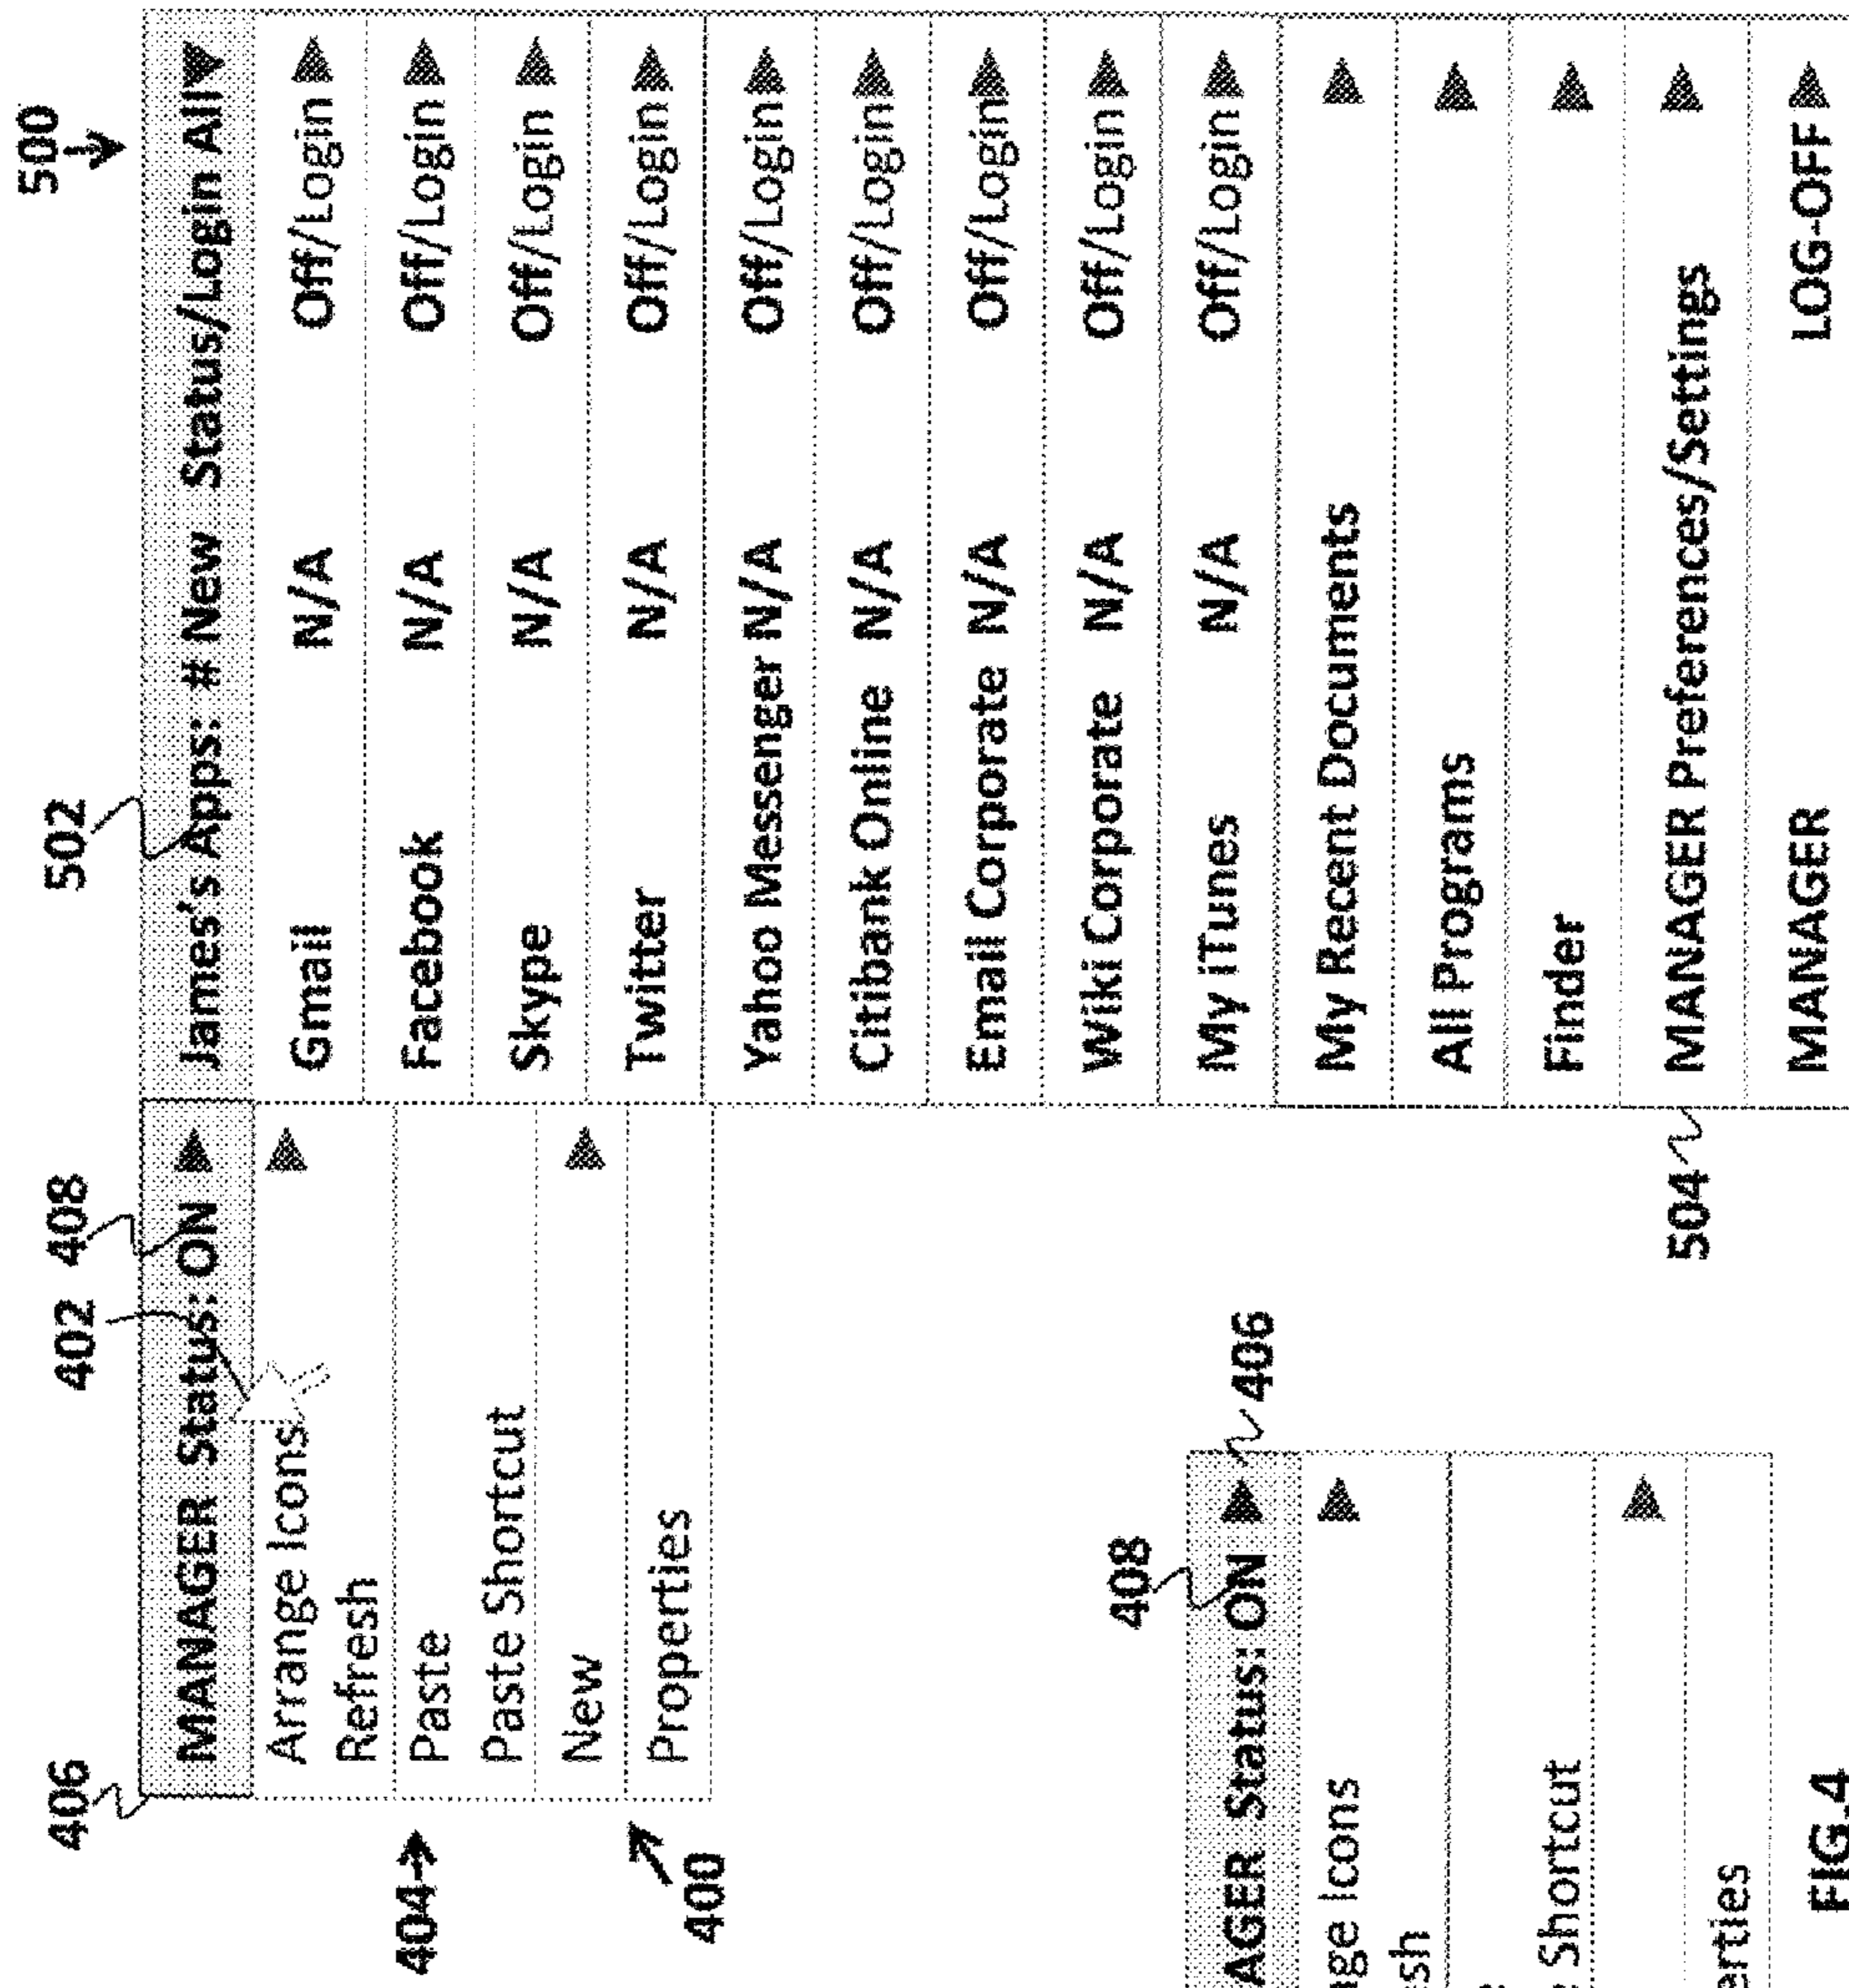 500
502
408
402
406
MANAGER Status: ON
Arrange Icons
Refresh
Paste
Paste Shortcut
New
Properties
404
400
James's Apps: # New Status/Login All
Gmail N/A Off/Login
Facebook N/A Off/Login
Skype N/A Off/Login
Twitter N/A Off/Login
Yahoo Messenger N/A Off/Login
Citibank Online N/A Off/Login
Email Corporate N/A Off/Login
Wiki Corporate N/A Off/Login
My iTunes N/A Off/Login
My Recent Documents
All Programs
Finder
MANAGER Preferences/Settings
MANAGER LOG-OFF
504
408
406
AGER Status: ON
ge Icons
sh
Shortcut
erties
FIG.4